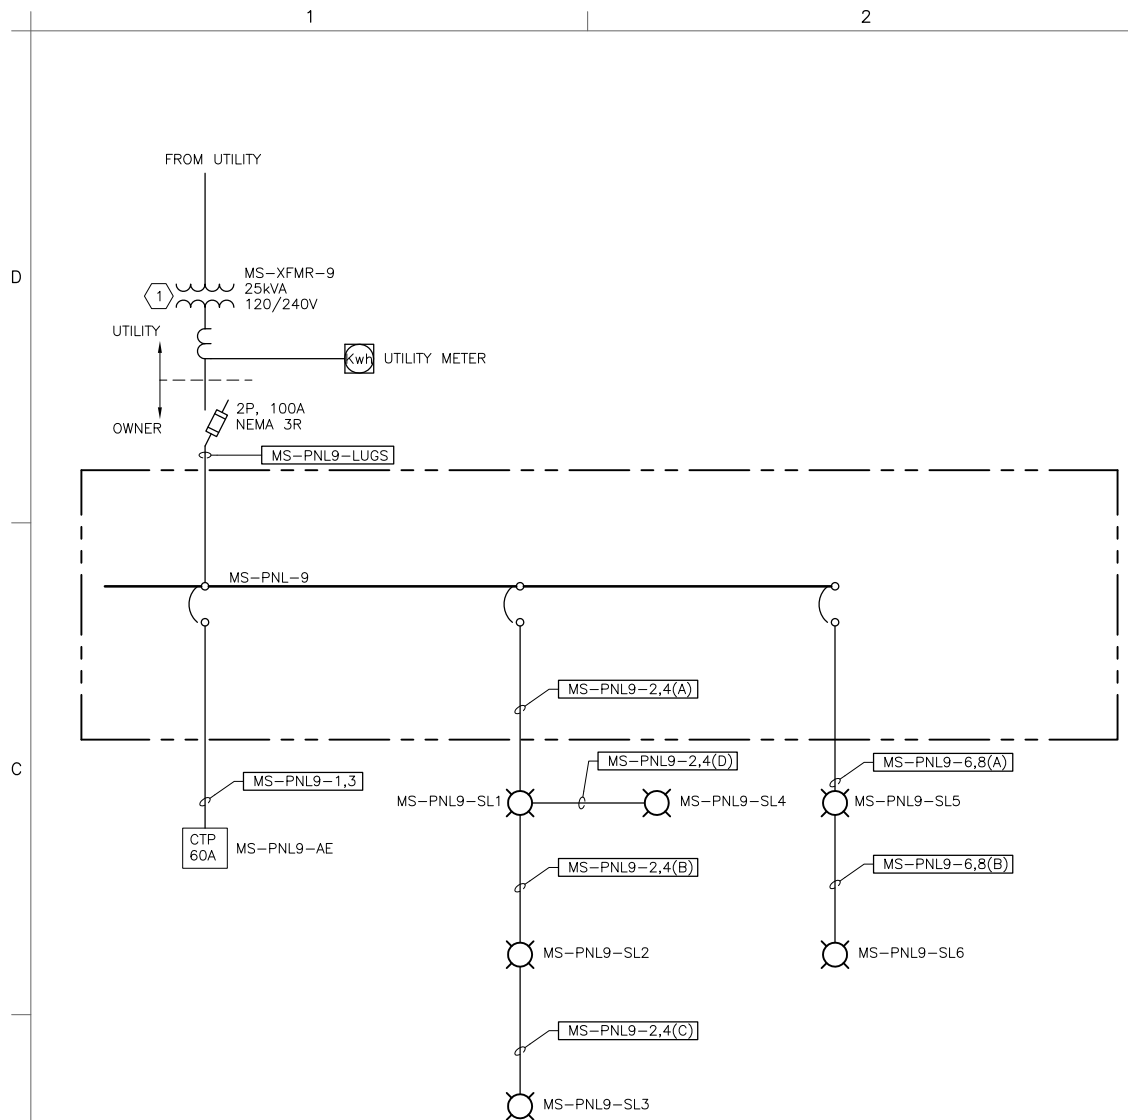 1
2
FROM UTILITY
D
MS-XFMR-9
25kVA
120/240V
1
UTILITY
Kwh
UTILITY METER
2P, 100A
NEMA 3R
OWNER
MS-PNL9-LUGS
MS-PNL-9
MS-PNL9-2,4(A)
C
MS-PNL9-2,4(D)
MS-PNL9-6,8(A)
MS-PNL9-1,3
MS-PNL9-SL1
MS-PNL9-SL4
MS-PNL9-SL5
CTP
60A
MS-PNL9-AE
MS-PNL9-2,4(B)
MS-PNL9-6,8(B)
MS-PNL9-SL2
MS-PNL9-SL6
MS-PNL9-2,4(C)
MS-PNL9-SL3